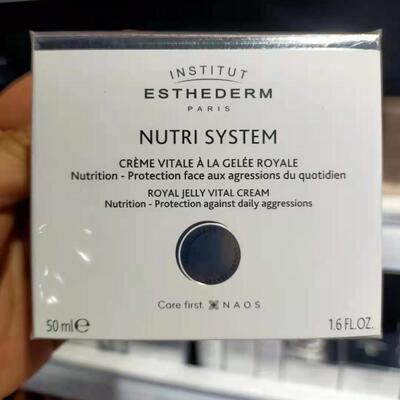 INSTITUT
ESTHEDERM
PARIS
NUTRI SYSTEM
CRÈME VITALE À LA GELÉE ROYALE
Nutrition - Protection face aux agressions du quotidien
ROYAL JELLY VITAL CREAM
Nutrition - Protection against daily aggressions
Care first. NAOS
50 ml℮ 1.6 FL.OZ.